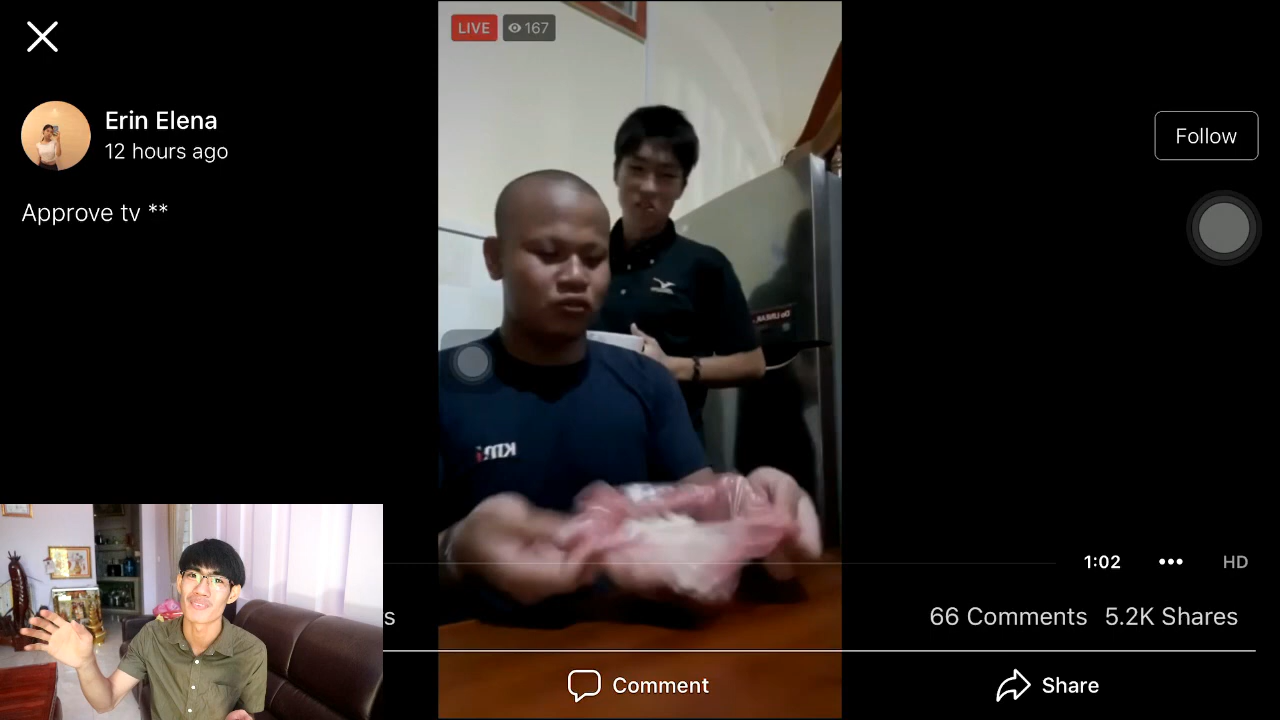 LIVE 167
Erin Elena
12 hours ago
Follow
Approve tv **
1:02 ••• HD
s
66 Comments 5.2K Shares
Comment
Share